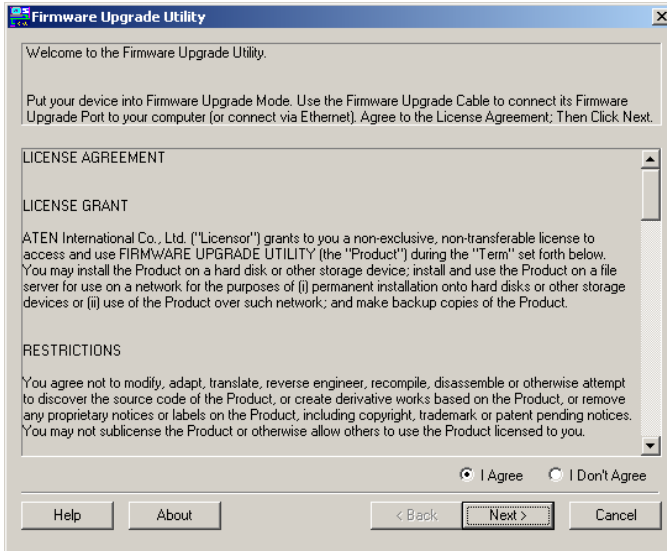 Firmware Upgrade Utility
Welcome to the Firmware Upgrade Utility.
Put your device into Firmware Upgrade Mode. Use the Firmware Upgrade Cable to connect its Firmware
Upgrade Port to your computer (or connect via Ethernet). Agree to the License Agreement; Then Click Next.
LICENSE AGREEMENT
LICENSE GRANT
ATEN International Co., Ltd. ("Licensor") grants to you a non-exclusive, non-transferable license to
access and use FIRMWARE UPGRADE UTILITY (the "Product") during the "Term" set forth below.
You may install the Product on a hard disk or other storage device; install and use the Product on a file
server for use on a network for the purposes of (i) permanent installation onto hard disks or other storage
devices or (ii) use of the Product over such network; and make backup copies of the Product.
RESTRICTIONS
You agree not to modify, adapt, translate, reverse engineer, recompile, disassemble or otherwise attempt
to discover the source code of the Product, or create derivative works based on the Product, or remove
any proprietary notices or labels on the Product, including copyright, trademark or patent pending notices.
You may not sublicense the Product or otherwise allow others to use the Product licensed to you.
I Agree I Don't Agree
Help About < Back Next > Cancel